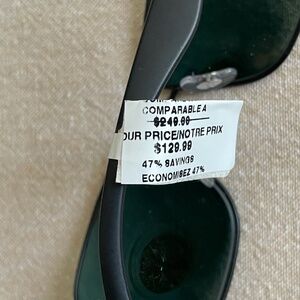 COMPARABLE A
$249.99
OUR PRICE/NOTRE PRIX
$129.99
47% SAVINGS
ECONOMISEZ 47%